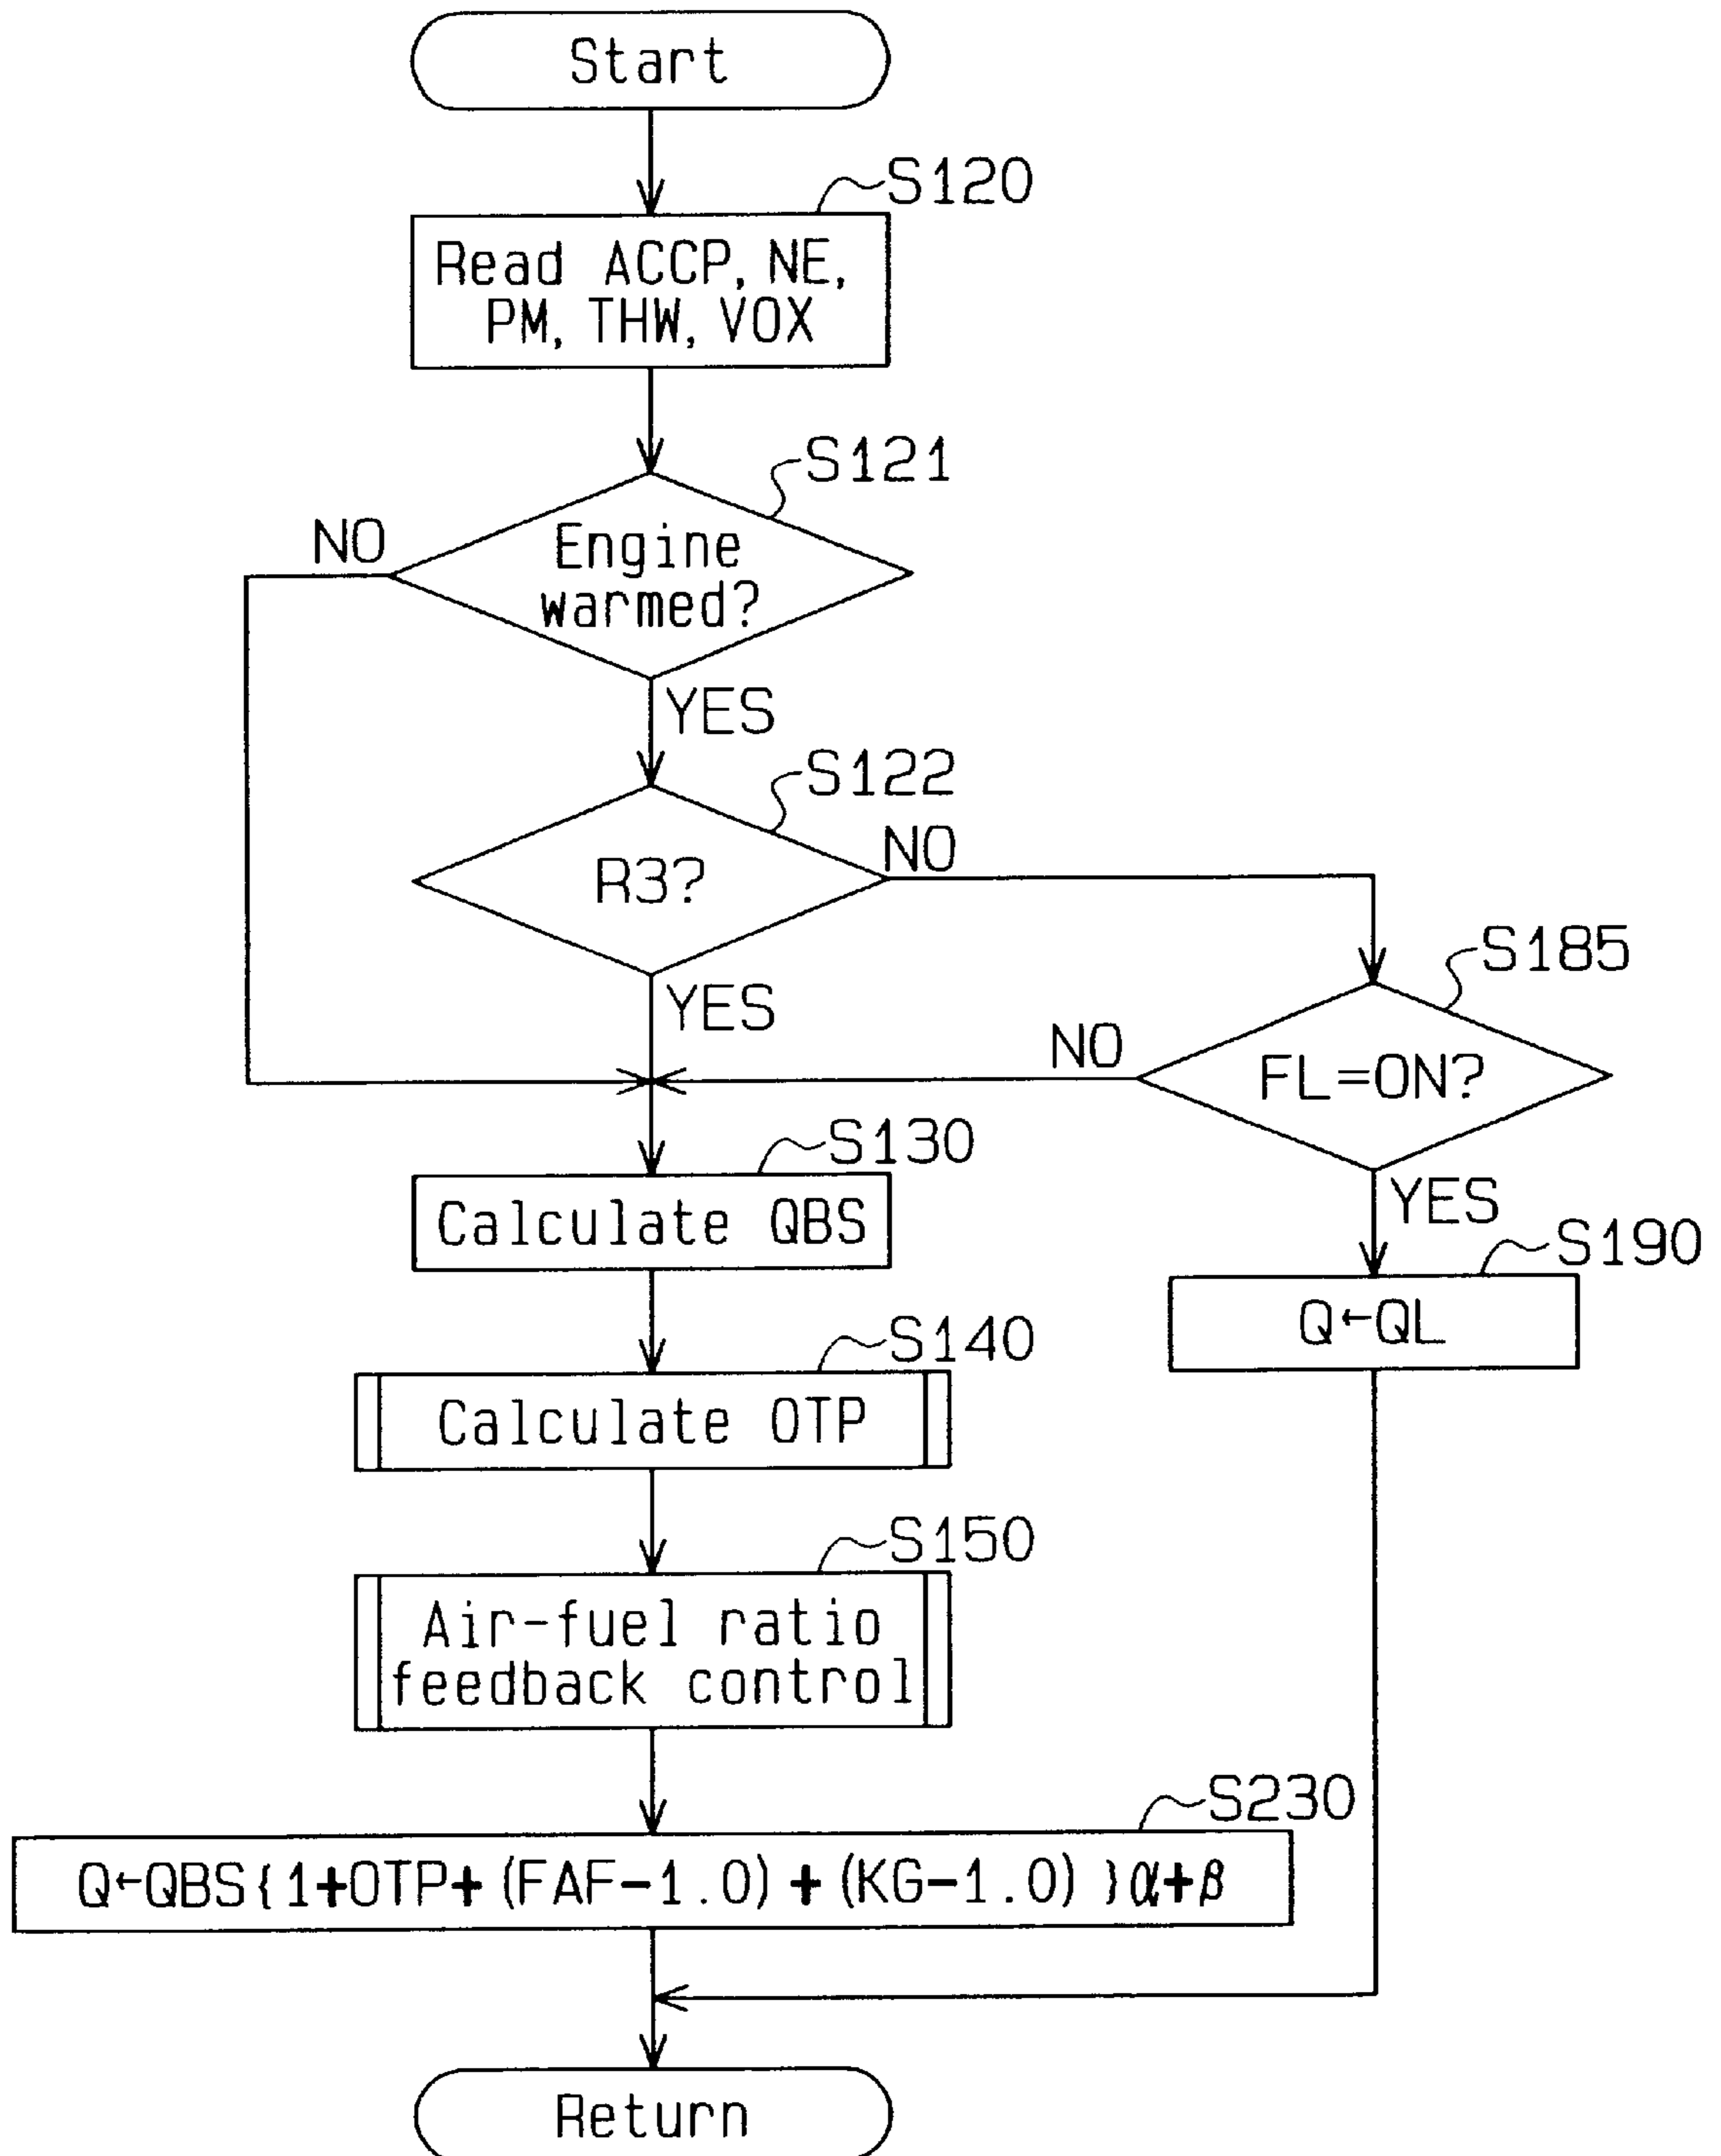 Start
S120
Read ACCP, NE,
PM, THW, VOX
S121
NO
Engine
warmed?
YES
S122
NO
R3?
S185
YES
NO
FL=ON?
S130
YES
Calculate QBS
S190
Q←QL
S140
Calculate OTP
S150
Air-fuel ratio
feedback control
S230
Q←QBS{1+OTP+(FAF-1.0)+(KG-1.0)}α+β
Return